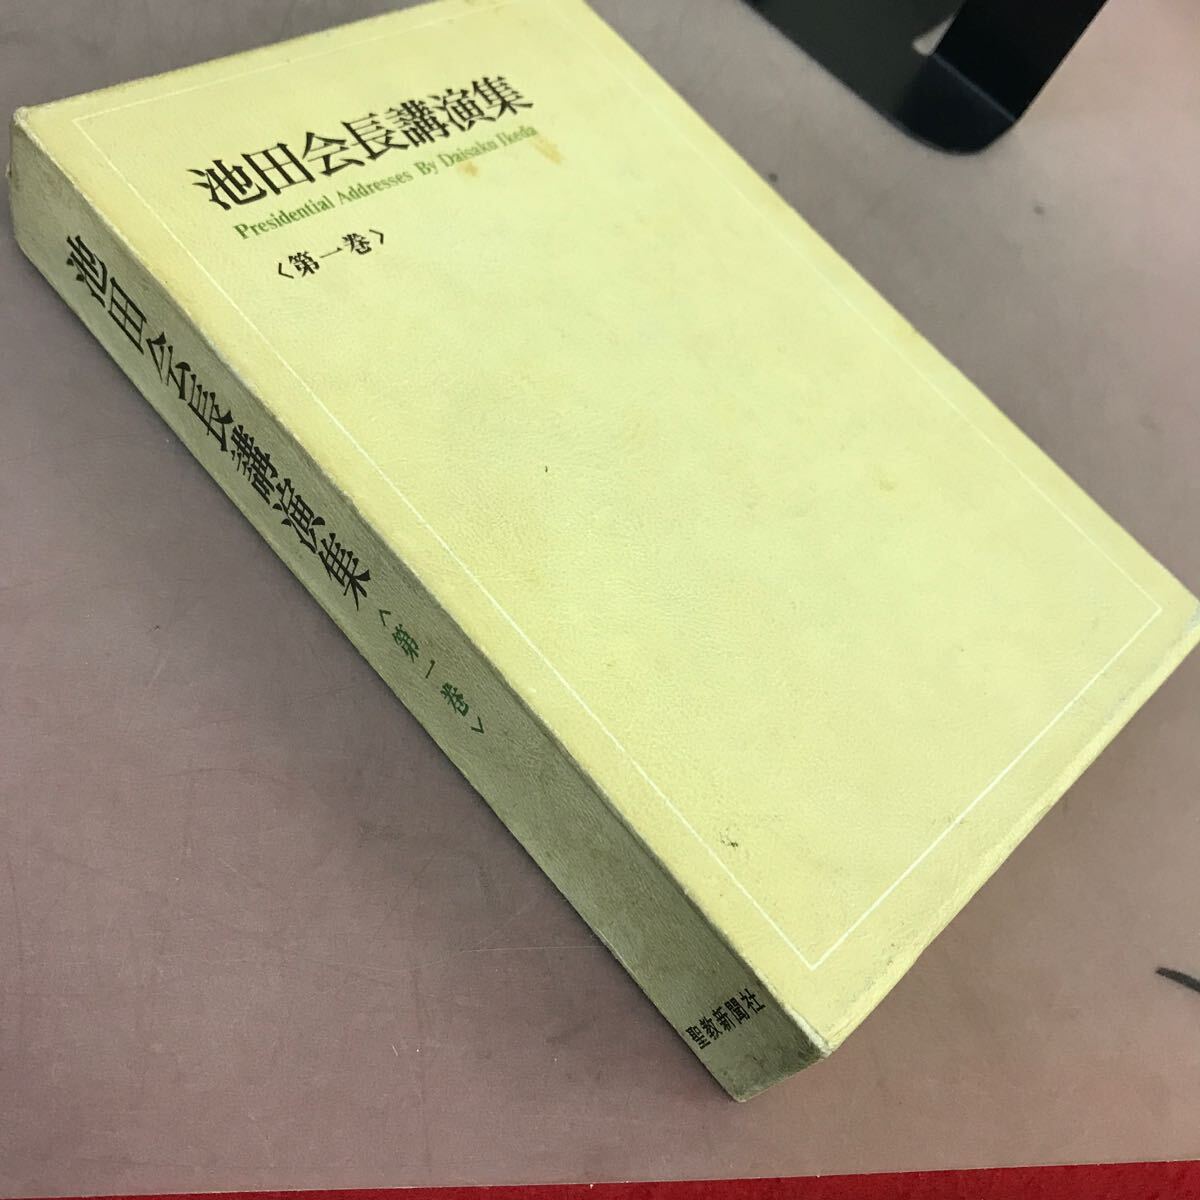 池田会長講演集
Presidential Addresses By Daisaku Ikeda
〈第一巻〉
池田会長講演集〈第一巻〉
聖教新聞社